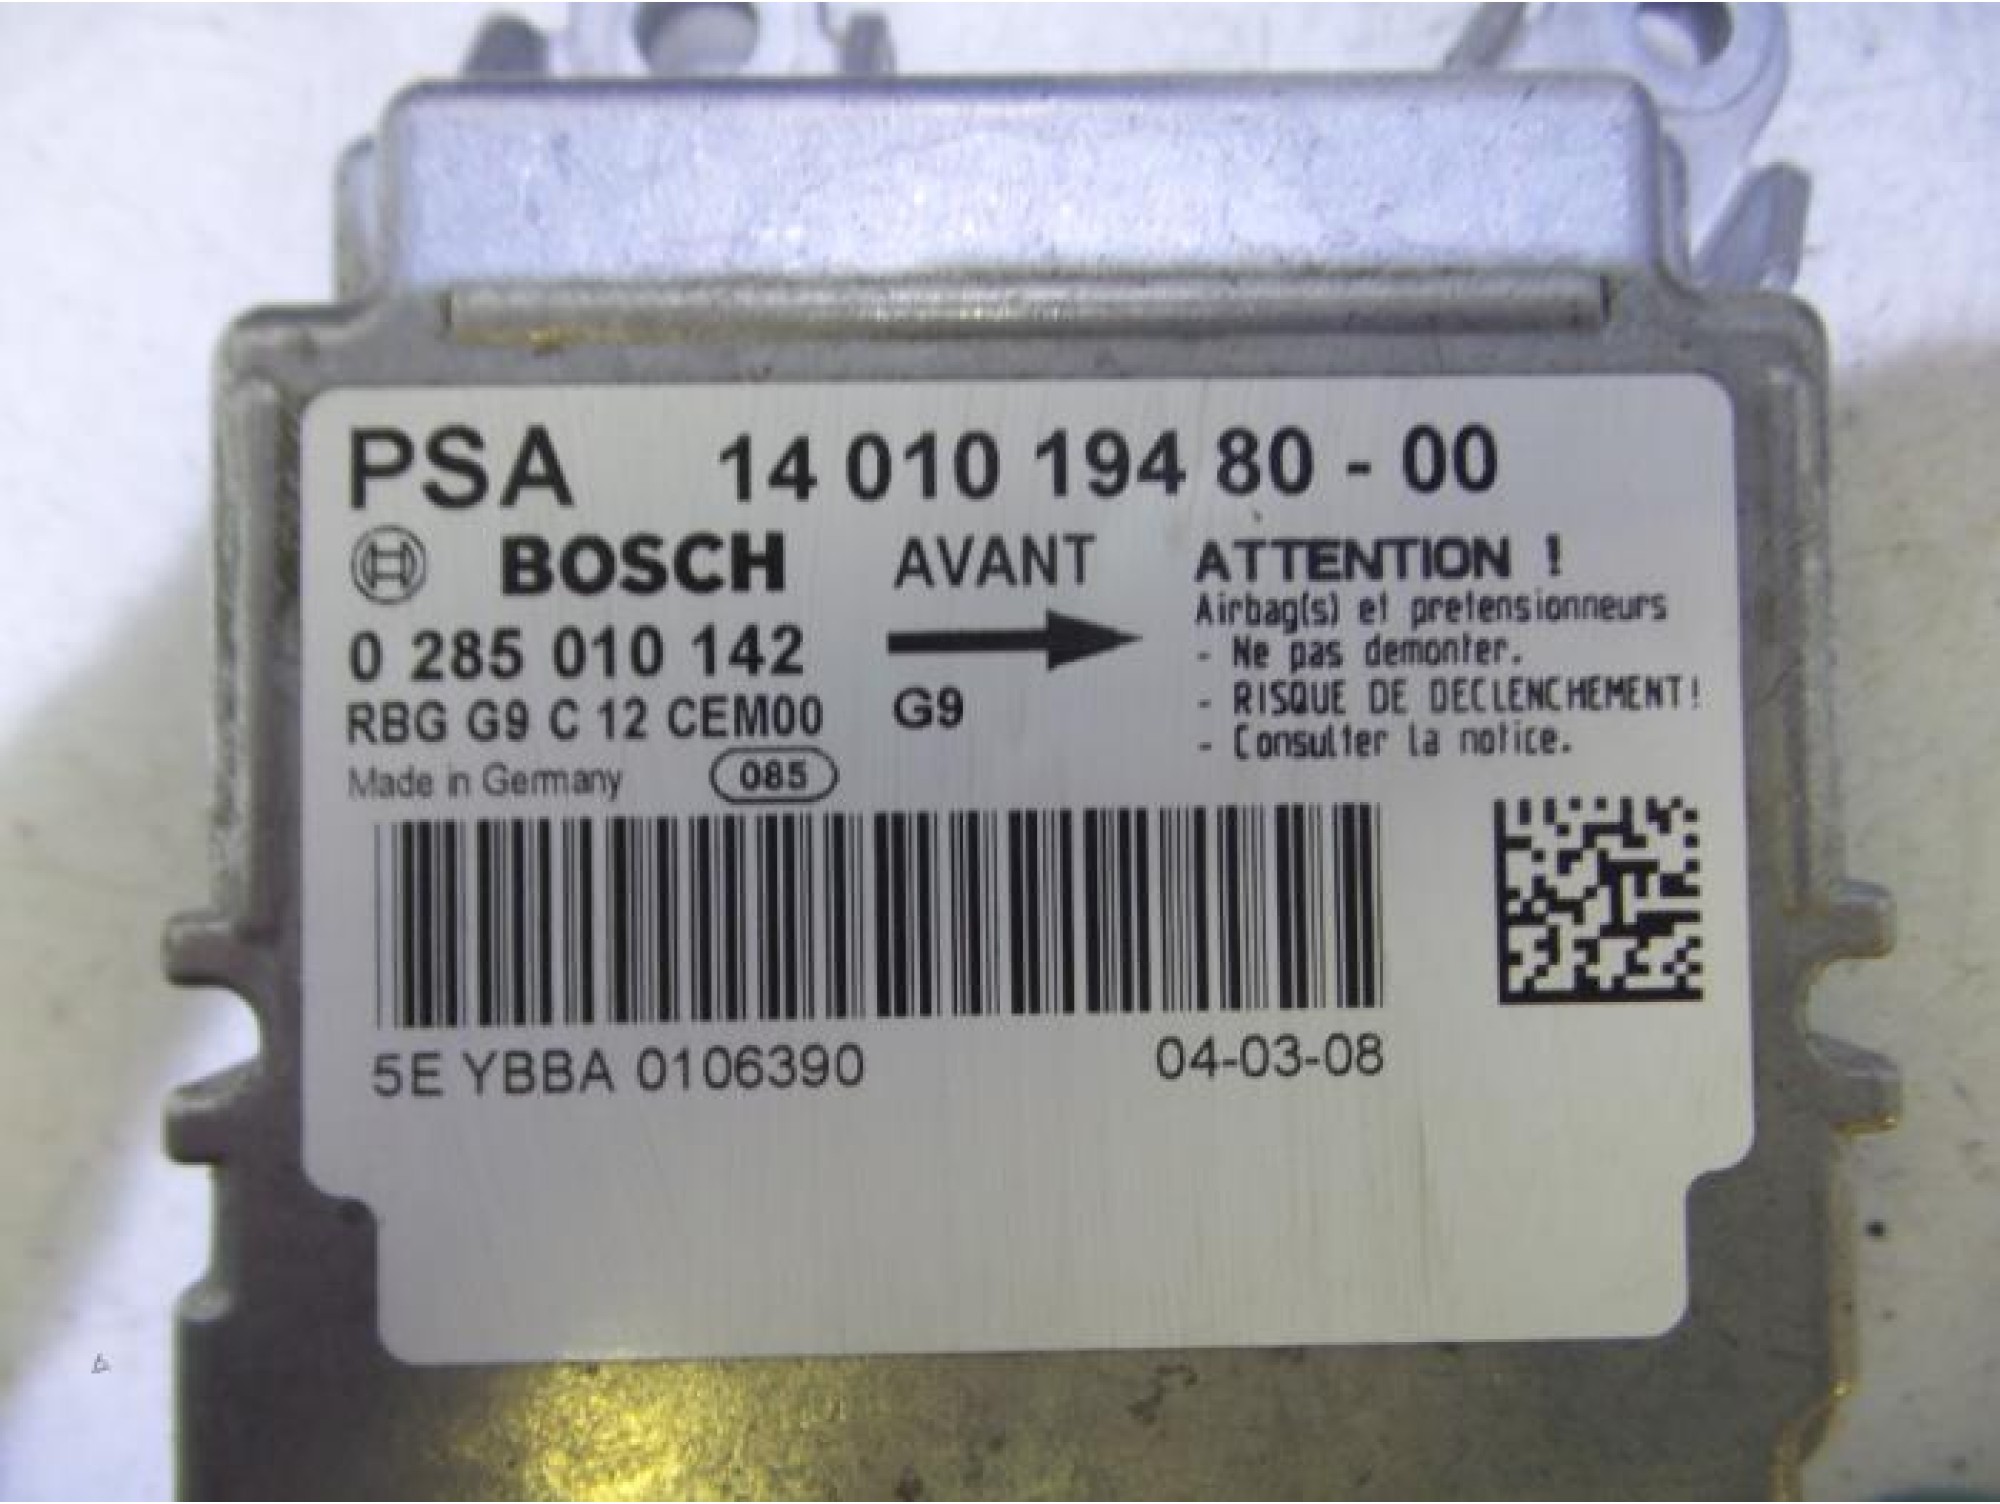 PSA 14 010 194 80 - 00
BOSCH
0 285 010 142
RBG G9 C 12 CEM00
Made in Germany 085
AVANT
G9
ATTENTION !
Airbag(s) et pretensionneurs
- Ne pas demonter.
- RISQUE DE DECLENCHEMENT!
- Consulter la notice.
5E YBBA 0106390 04-03-08